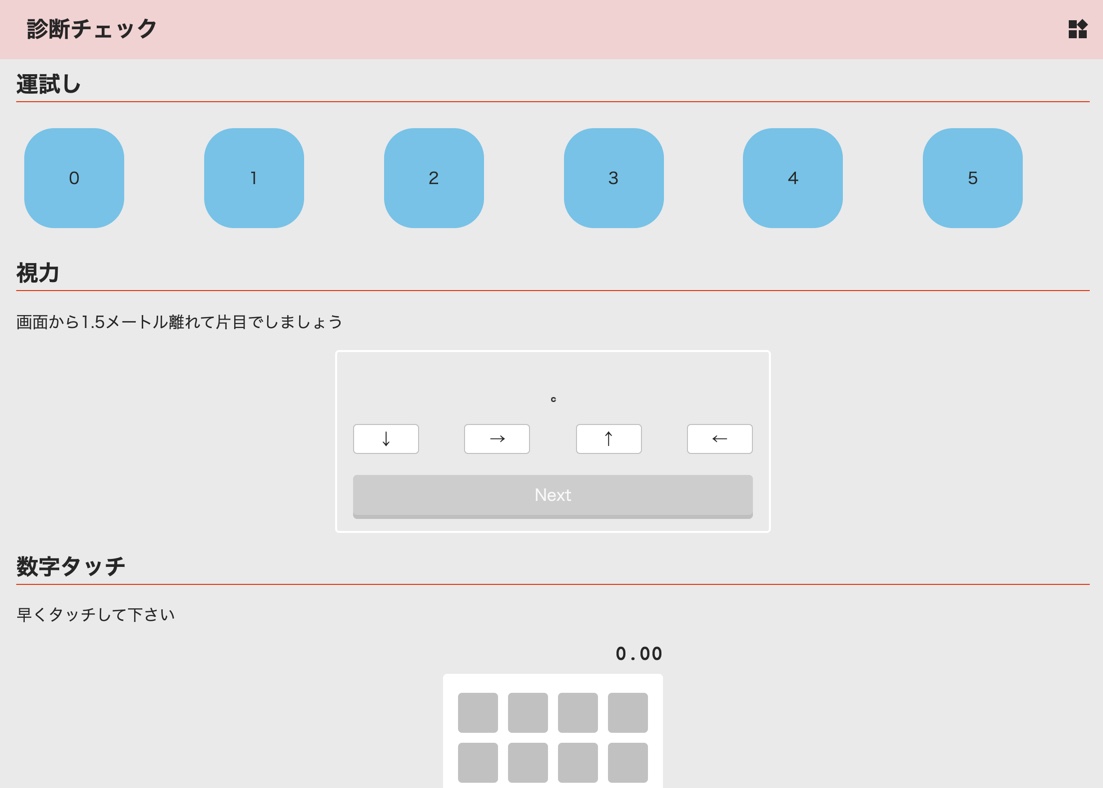 診断チェック
運試し
0 1 2 3 4 5
視力
画面から1.5メートル離れて片目でしましょう
c
↓ → ↑ ←
Next
数字タッチ
早くタッチして下さい
0.00